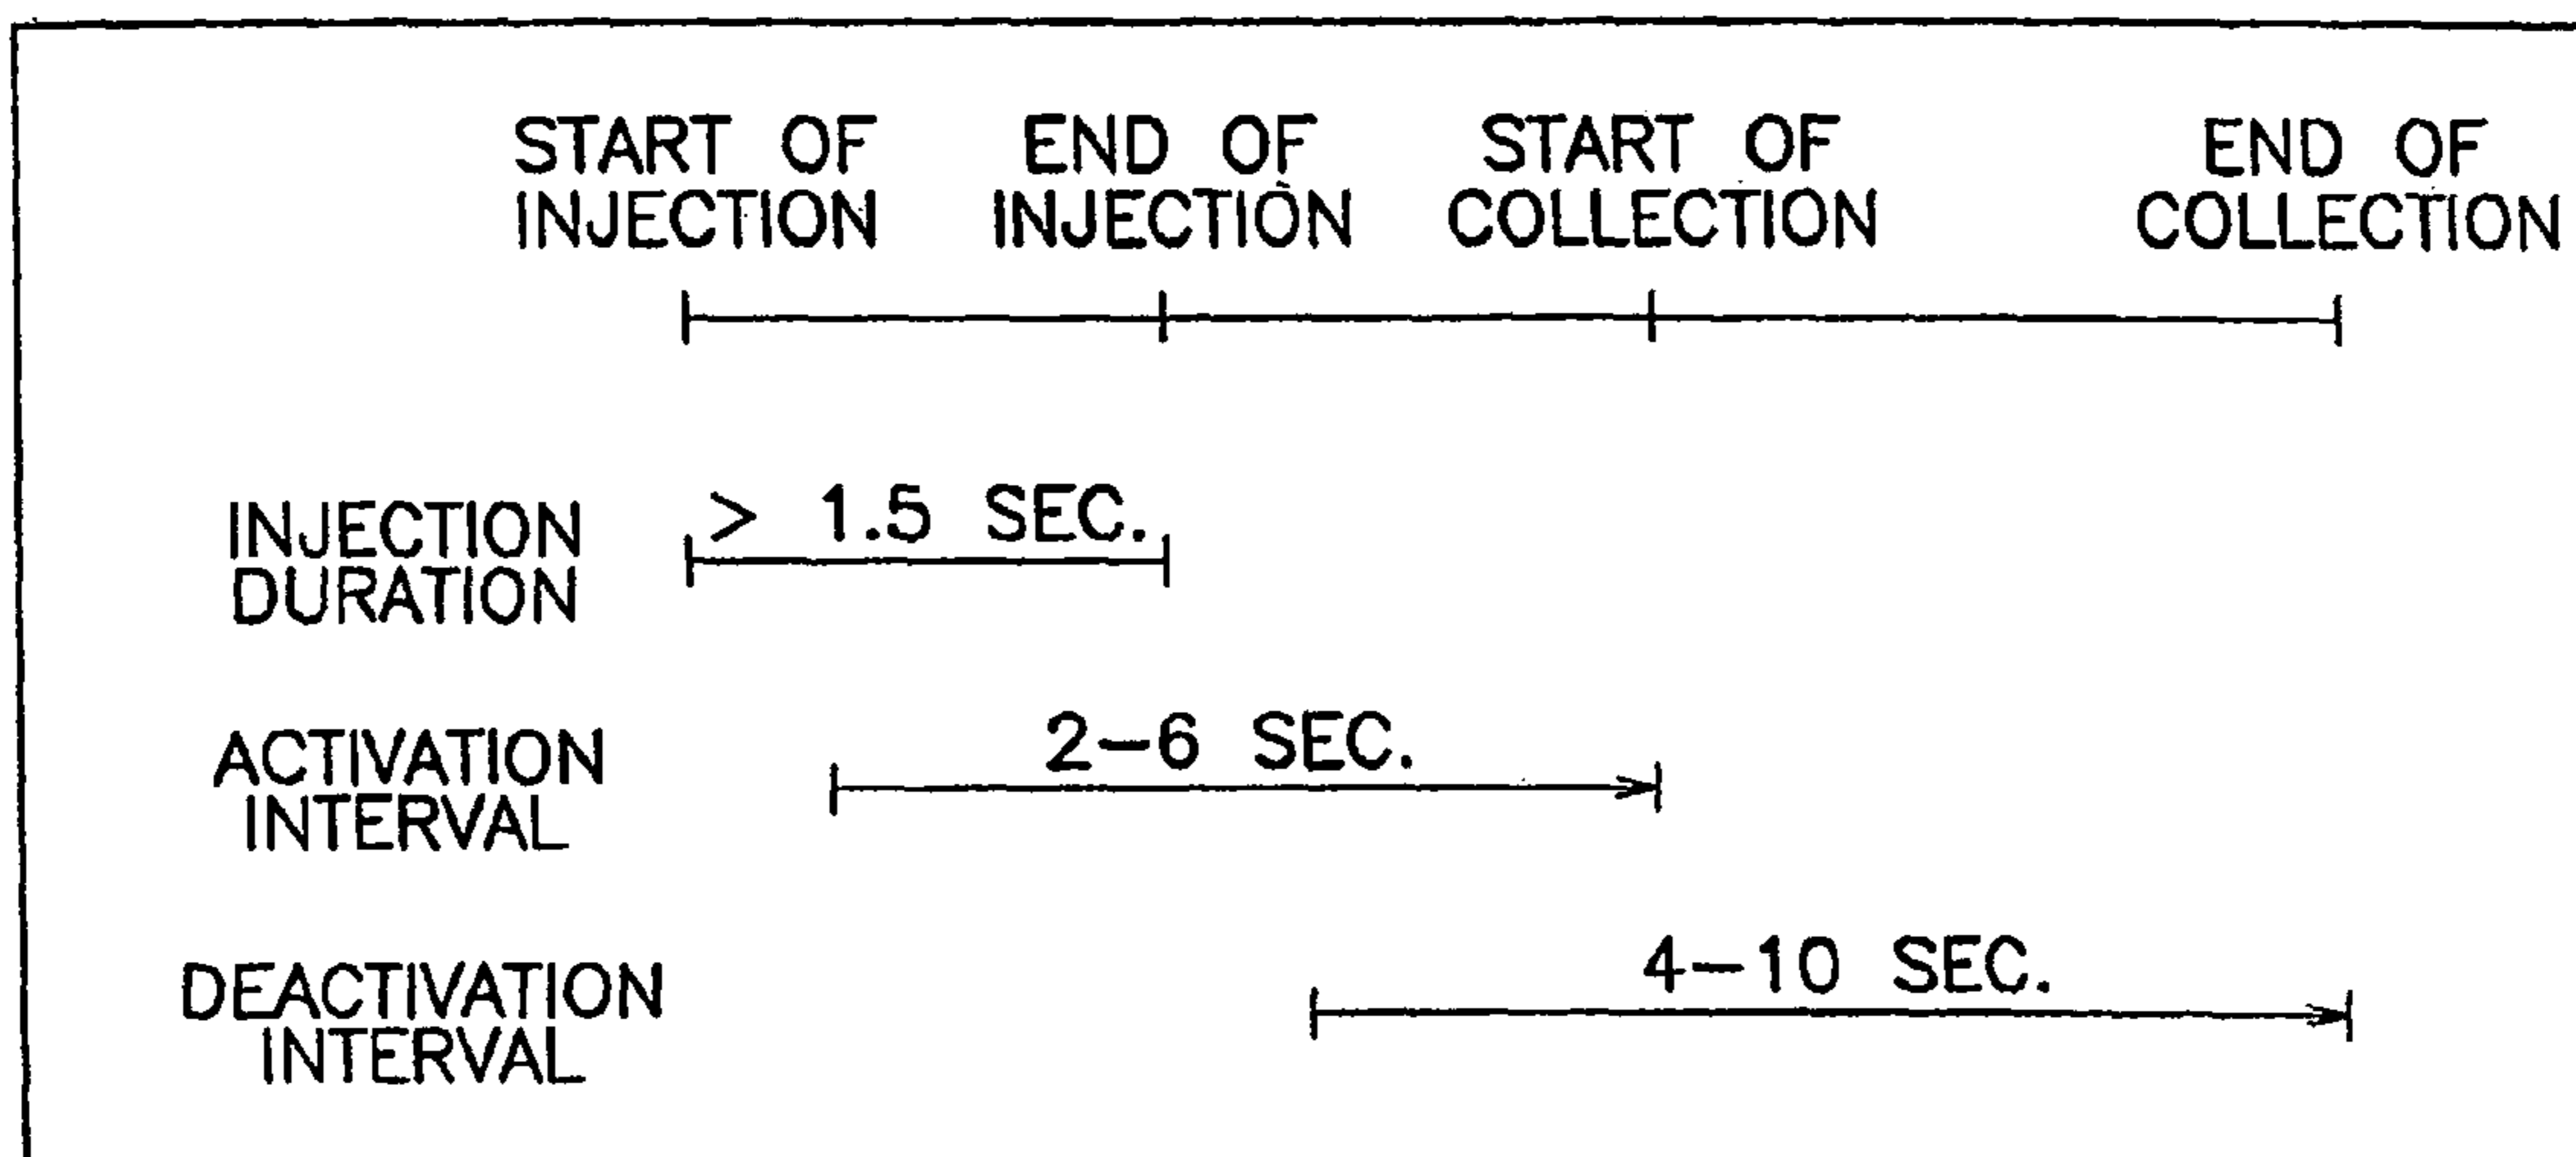 START OF INJECTION
END OF INJECTION
START OF COLLECTION
END OF COLLECTION
INJECTION DURATION
> 1.5 SEC.
ACTIVATION INTERVAL
2-6 SEC.
DEACTIVATION INTERVAL
4-10 SEC.